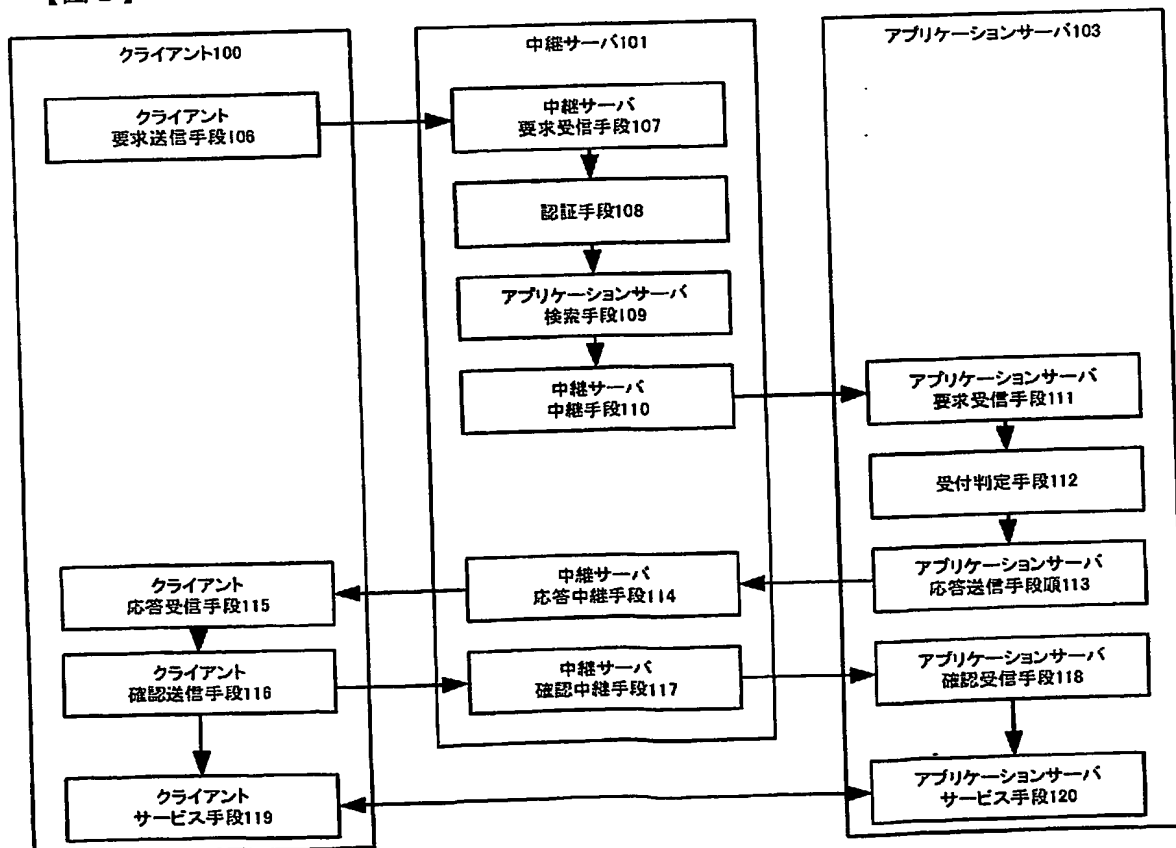 クライアント100
中継サーバ101
アプリケーションサーバ103
クライアント
要求送信手段106
中継サーバ
要求受信手段107
認証手段108
アプリケーションサーバ
検索手段109
中継サーバ
中継手段110
アプリケーションサーバ
要求受信手段111
受付判定手段112
アプリケーションサーバ
応答送信手段順113
中継サーバ
応答中継手段114
クライアント
応答受信手段115
クライアント
確認送信手段116
中継サーバ
確認中継手段117
アプリケーションサーバ
確認受信手段118
クライアント
サービス手段119
アプリケーションサーバ
サービス手段120